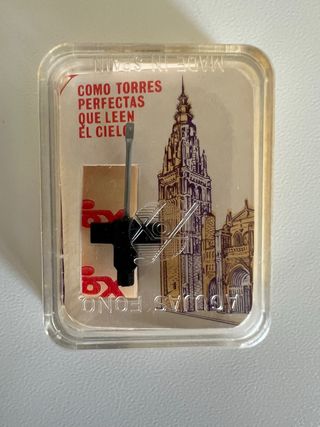 MADE IN SPAIN
COMO TORRES
PERFECTAS
QUE LEEN
EL CIELO
AGUJAS FONO